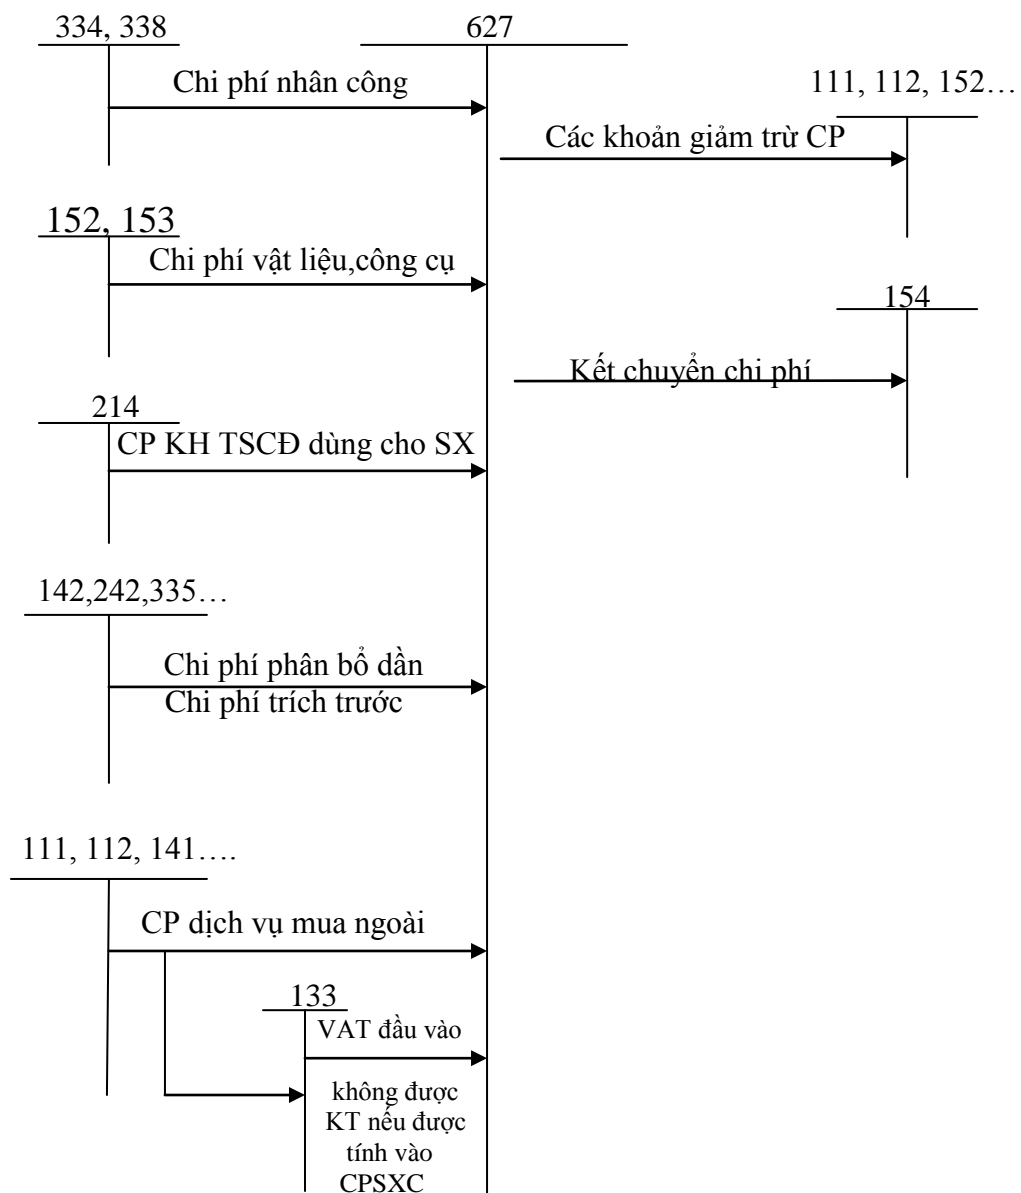 334, 338
627
Chi phí nhân công
111, 112, 152…
Các khoản giảm trừ CP
152, 153
Chi phí vật liệu,công cụ
154
Kết chuyển chi phí
214
CP KH TSCĐ dùng cho SX
142,242,335…
Chi phí phân bổ dần
Chi phí trích trước
111, 112, 141….
CP dịch vụ mua ngoài
133
VAT đầu vào
không được
KT nếu được
tính vào
CPSXC